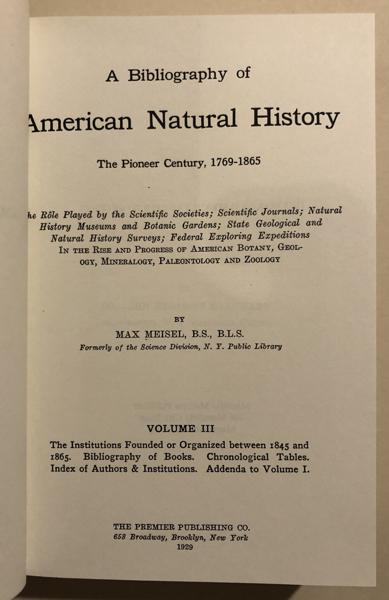 A Bibliography of
American Natural History
The Pioneer Century, 1769-1865
he Rôle Played by the Scientific Societies; Scientific Journals; Natural
History Museums and Botanic Gardens; State Geological and
Natural History Surveys; Federal Exploring Expeditions
IN THE RISE AND PROGRESS OF AMERICAN BOTANY, GEOL-
OGY, MINERALOGY, PALEONTOLOGY AND ZOOLOGY
BY
MAX MEISEL, B.S., B.L.S.
Formerly of the Science Division, N. Y. Public Library
VOLUME III
The Institutions Founded or Organized between 1845 and
1865. Bibliography of Books. Chronological Tables.
Index of Authors & Institutions. Addenda to Volume I.
THE PREMIER PUBLISHING CO.
658 Broadway, Brooklyn, New York
1929